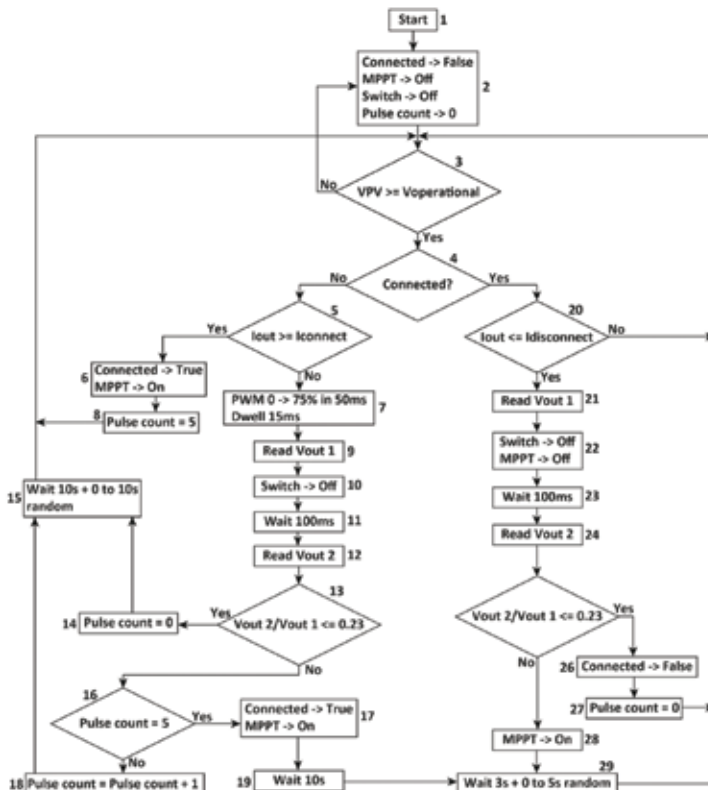 Start 1
Connected -> False
MPPT -> Off
Switch -> Off
Pulse count -> 0
2
3
VPV >= Voperational
No
Yes
4
Connected?
No
Yes
5
Iout >= Iconnect
Yes
No
20
Iout <= Idisconnect
No
Yes
6
Connected -> True
MPPT -> On
PWM 0 -> 75% in 50ms
Dwell 15ms
7
Read Vout 1 21
8 Pulse count = 5
Switch -> Off
MPPT -> Off
22
Read Vout 1 9
15 Wait 10s + 0 to 10s
random
Switch -> Off 10
Wait 100ms 23
Wait 100ms 11
Read Vout 2 24
Read Vout 2 12
13
Vout 2/Vout 1 <= 0.23
Yes
No
14 Pulse count = 0
Vout 2/Vout 1 <= 0.23
Yes
No
26 Connected -> False
27 Pulse count = 0
16
Pulse count = 5
Yes
No
Connected -> True
MPPT -> On
17
MPPT -> On 28
29
18 Pulse count = Pulse count + 1
19 Wait 10s
Wait 3s + 0 to 5s random